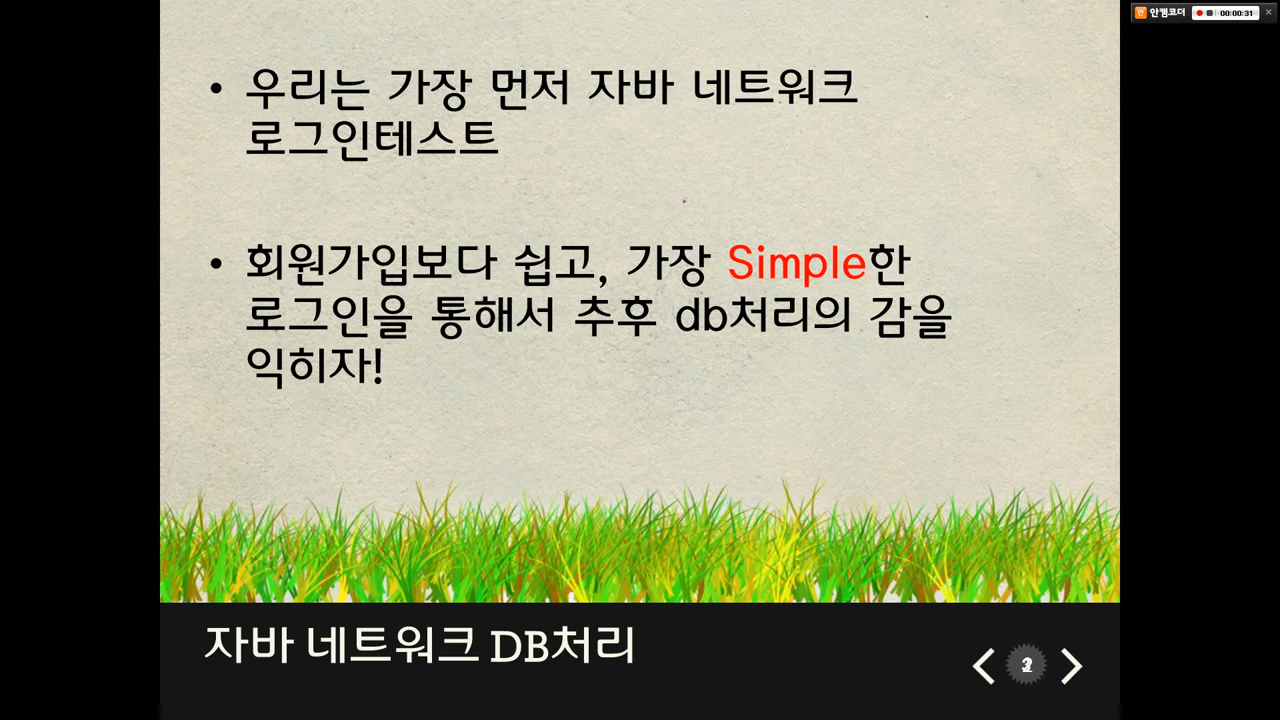 안캠코더 00:00:31
• 우리는 가장 먼저 자바 네트워크
로그인테스트
• 회원가입보다 쉽고, 가장 Simple한
로그인을 통해서 추후 db처리의 감을
익히자!
자바 네트워크 DB처리